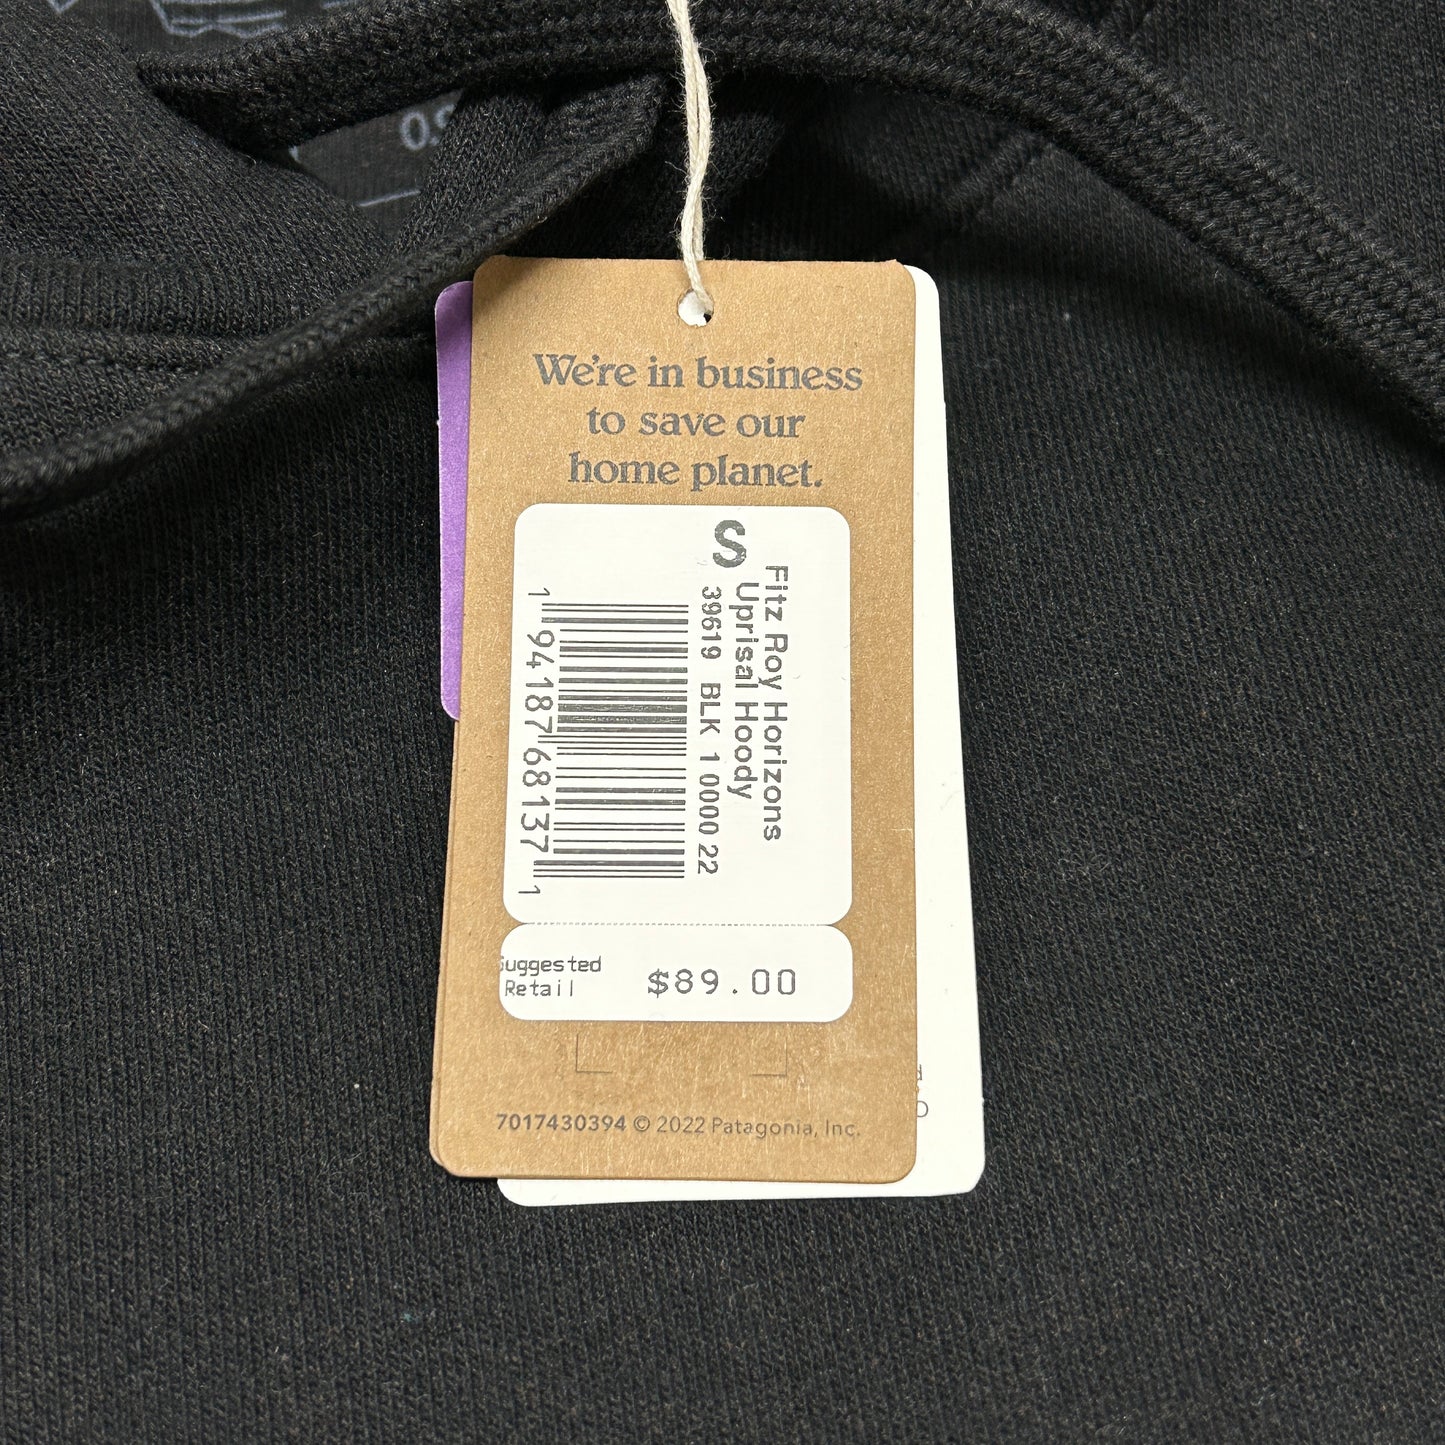 We're in business
to save our
home planet.
S
Fitz Roy Horizons
Uprisal Hoody
39619 BLK 1 0000 22
1 94187 68137 1
Suggested
Retail
$89.00
7017430394 © 2022 Patagonia, Inc.